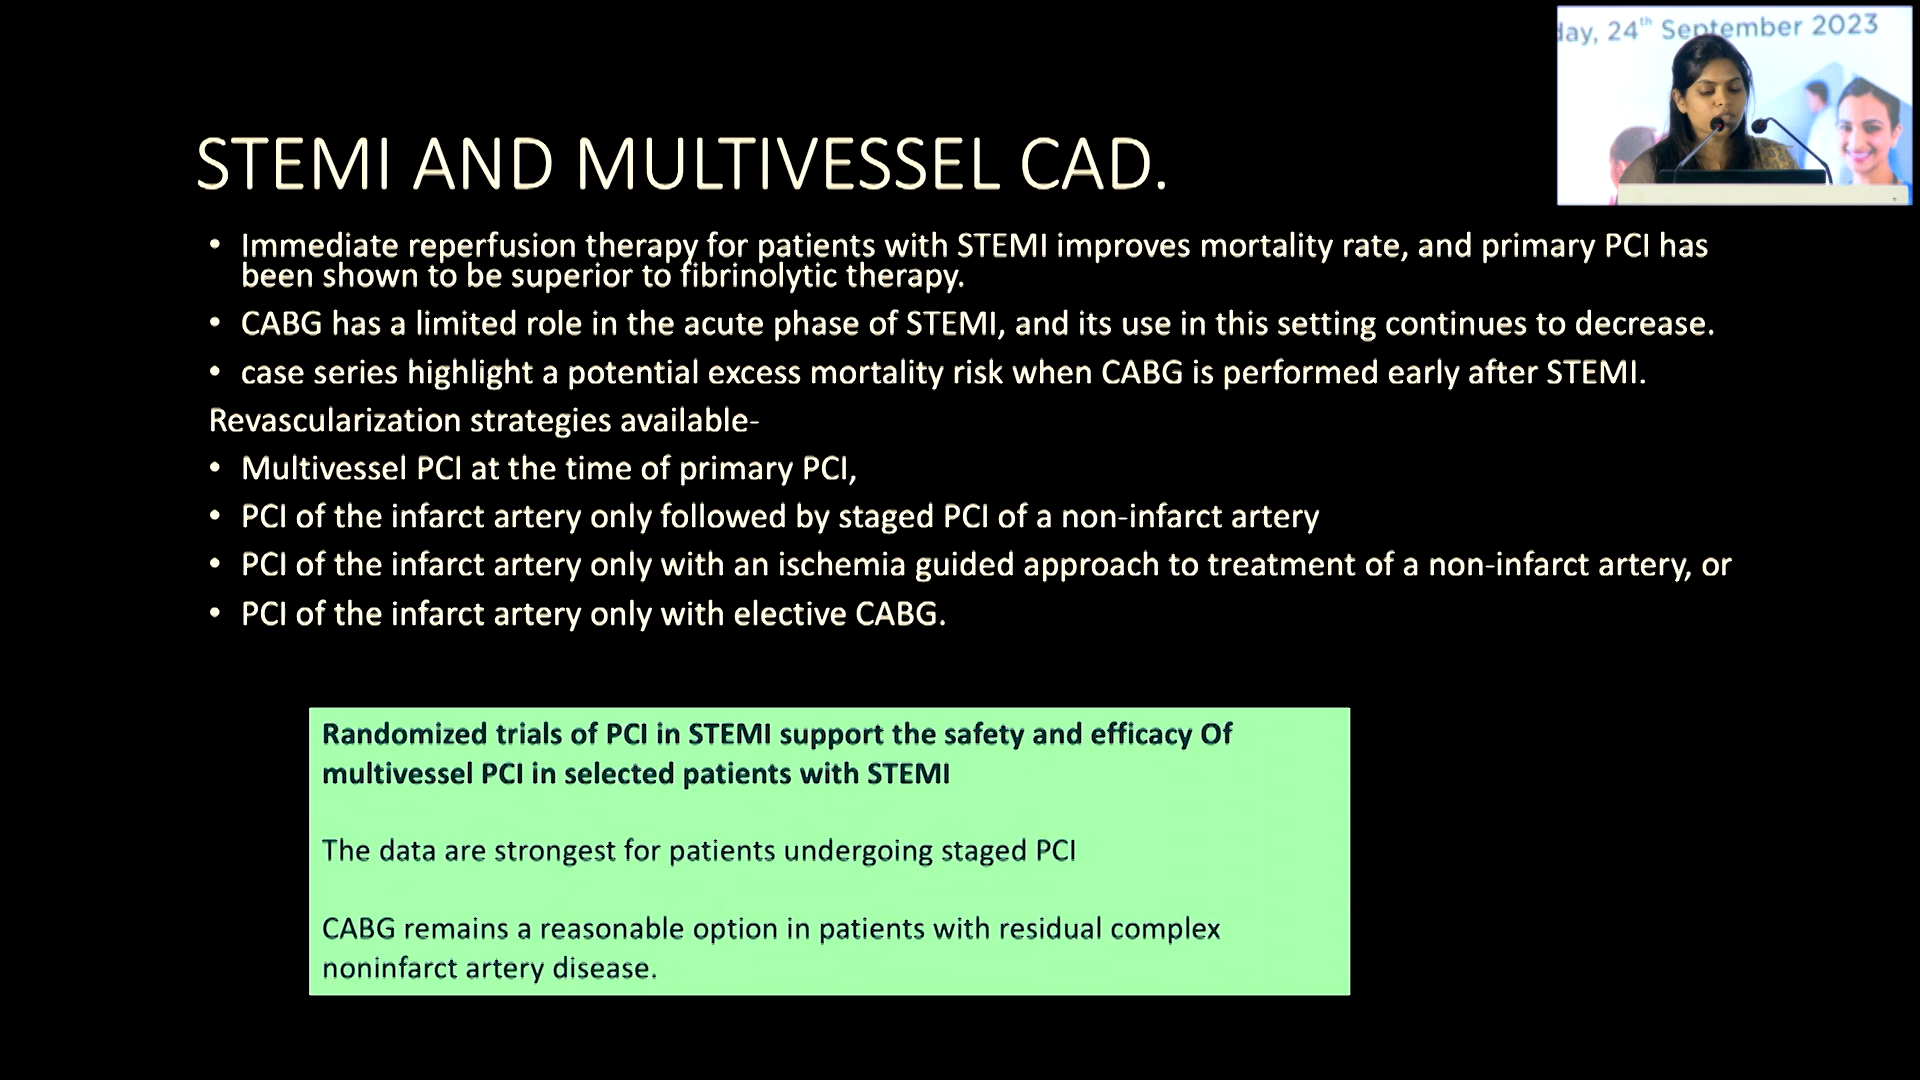 day, 24th September 2023
STEMI AND MULTIVESSEL CAD.
• Immediate reperfusion therapy for patients with STEMI improves mortality rate, and primary PCI has
been shown to be superior to fibrinolytic therapy.
• CABG has a limited role in the acute phase of STEMI, and its use in this setting continues to decrease.
• case series highlight a potential excess mortality risk when CABG is performed early after STEMI.
Revascularization strategies available-
• Multivessel PCI at the time of primary PCI,
• PCI of the infarct artery only followed by staged PCI of a non-infarct artery
• PCI of the infarct artery only with an ischemia guided approach to treatment of a non-infarct artery, or
• PCI of the infarct artery only with elective CABG.
Randomized trials of PCI in STEMI support the safety and efficacy Of
multivessel PCI in selected patients with STEMI
The data are strongest for patients undergoing staged PCI
CABG remains a reasonable option in patients with residual complex
noninfarct artery disease.